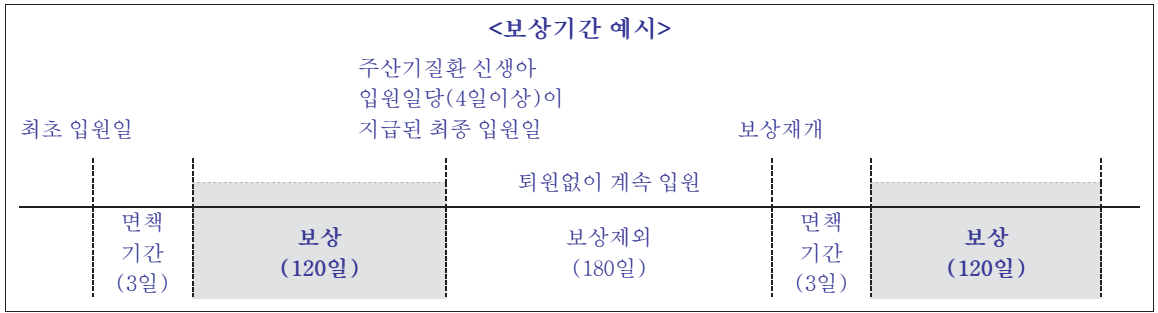 <보상기간 예시>
주산기질환 신생아
입원일당(4일이상)이
최초 입원일
지급된 최종 입원일
보상재개
퇴원없이 계속 입원
면책
기간
(3일)
보상
(120일)
보상제외
(180일)
면책
기간
(3일)
보상
(120일)